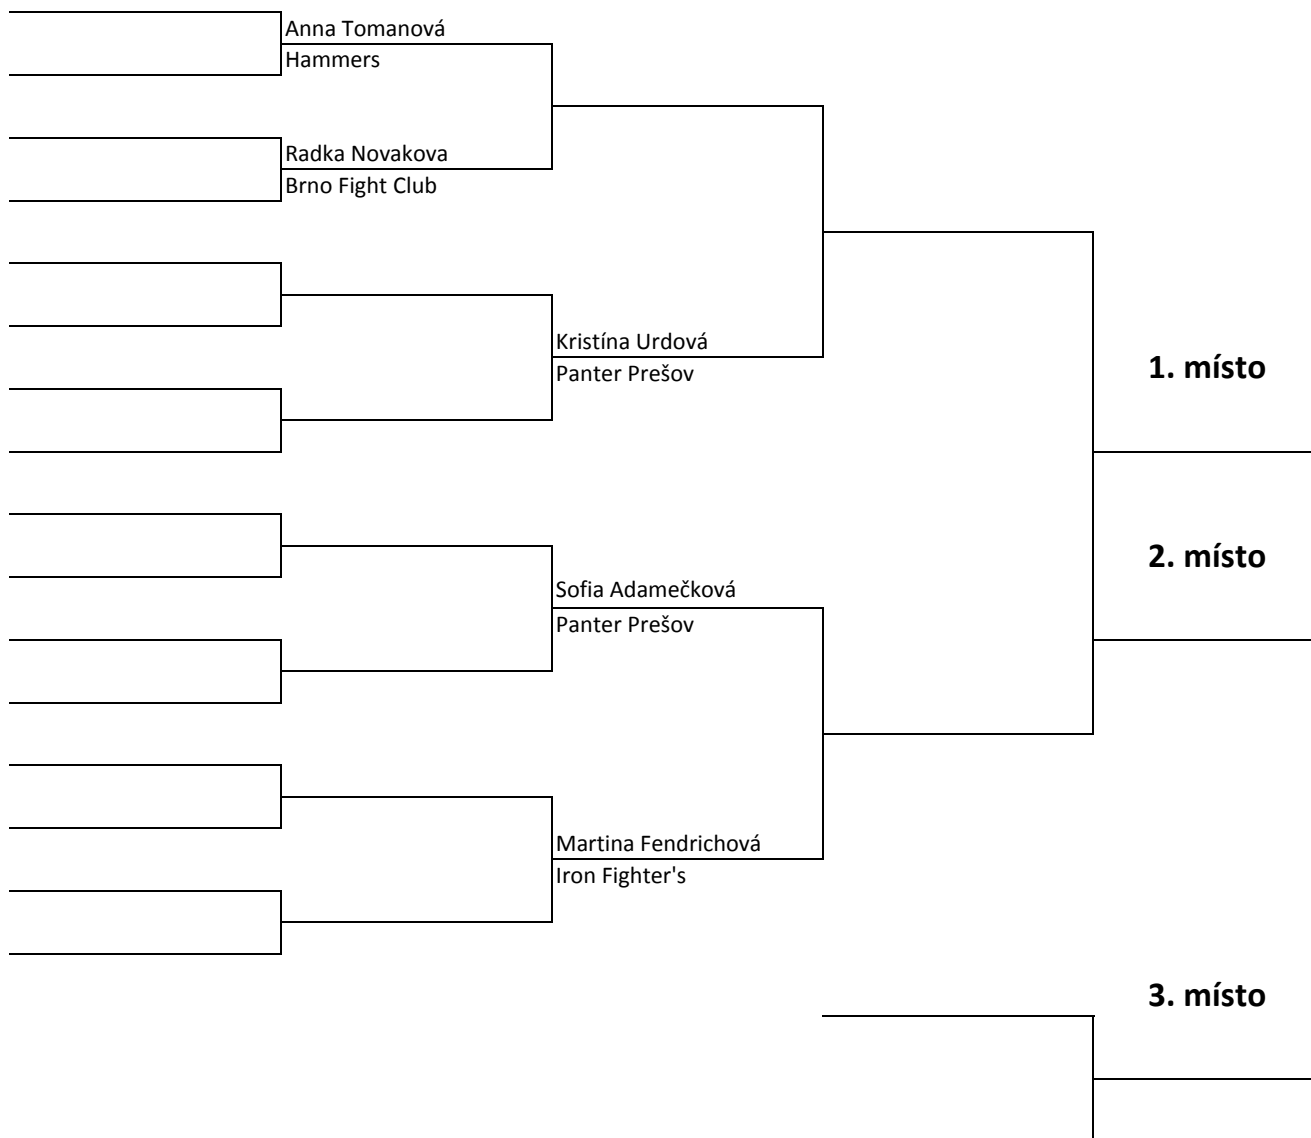 Anna Tomanová
Hammers
Radka Novakova
Brno Fight Club
Kristína Urdová
Panter Prešov
1. místo
2. místo
Sofia Adamečková
Panter Prešov
Martina Fendrichová
Iron Fighter's
3. místo